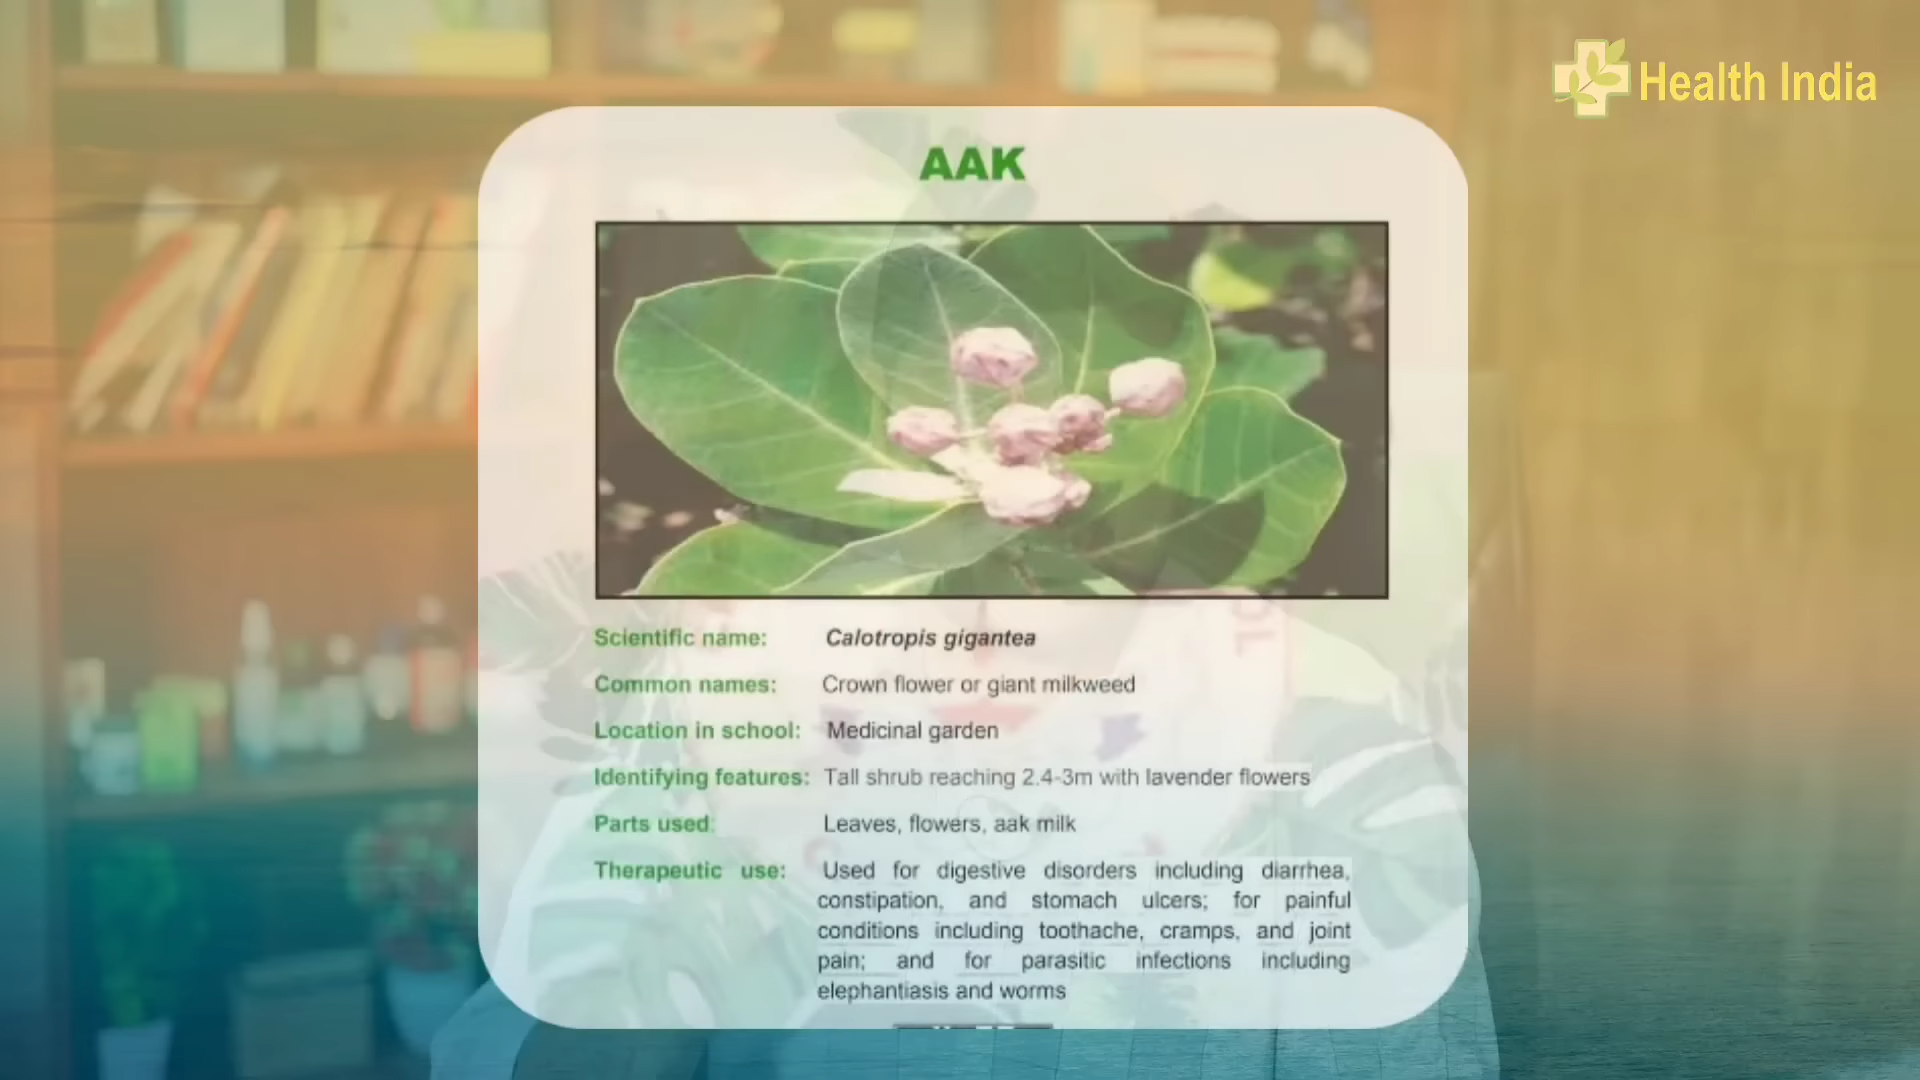 Health India
AAK
Scientific name: Calotropis gigantea
Common names: Crown flower or giant milkweed
Location in school: Medicinal garden
Identifying features: Tall shrub reaching 2.4-3m with lavender flowers
Parts used: Leaves, flowers, aak milk
Therapeutic use: Used for digestive disorders including diarrhea,
constipation, and stomach ulcers; for painful
conditions including toothache, cramps, and joint
pain; and for parasitic infections including
elephantiasis and worms